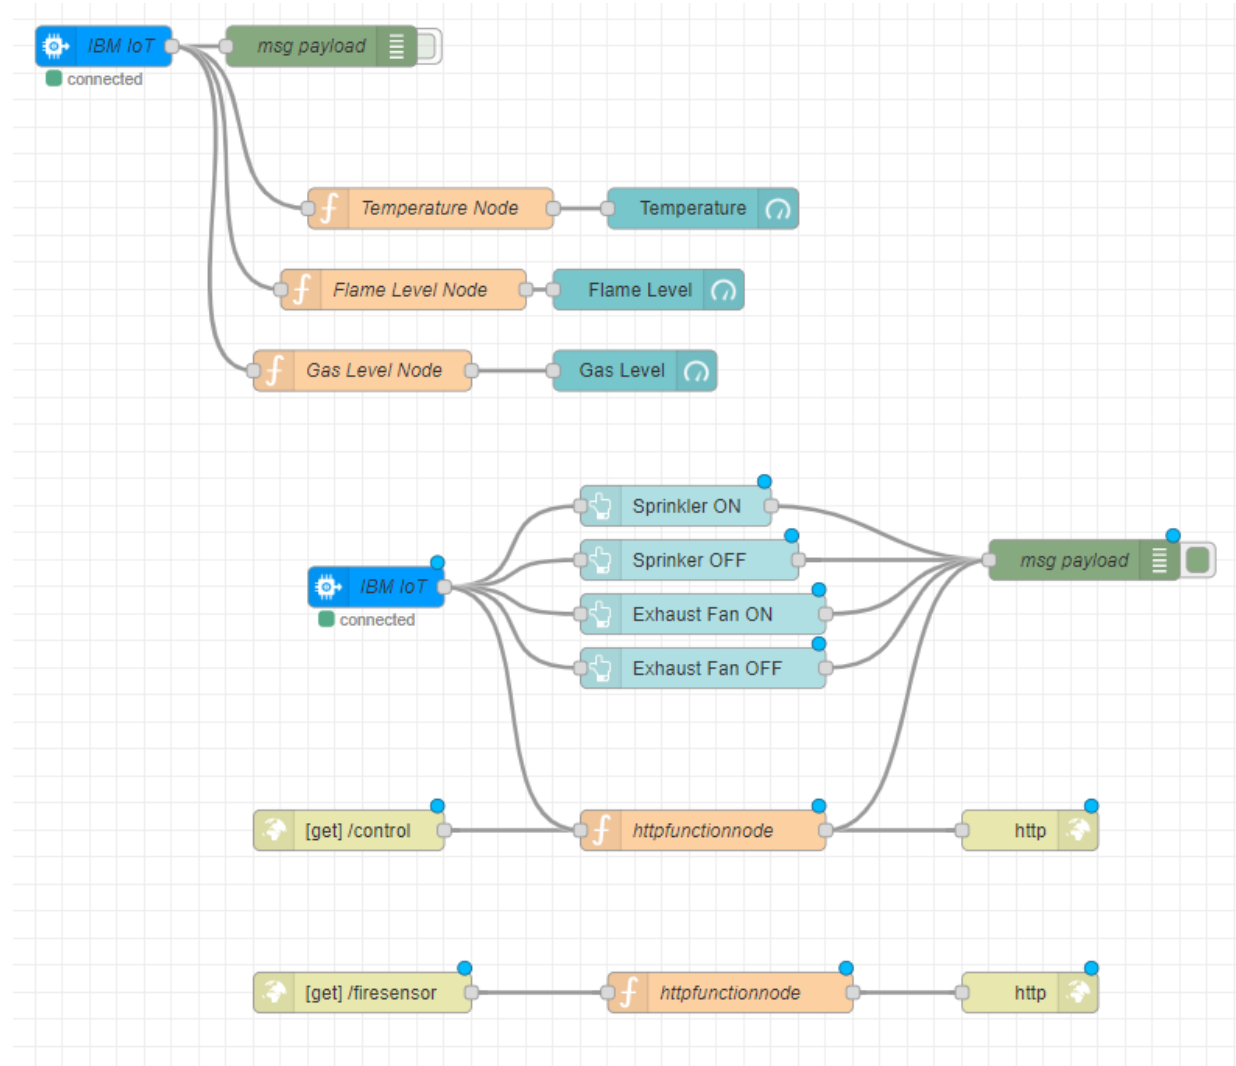 IBM IoT
msg payload
connected
Temperature Node
Temperature
Flame Level Node
Flame Level
Gas Level Node
Gas Level
Sprinkler ON
Sprinker OFF
msg payload
IBM IoT
connected
Exhaust Fan ON
Exhaust Fan OFF
[get] /control
httpfunctionnode
http
[get] /firesensor
httpfunctionnode
http